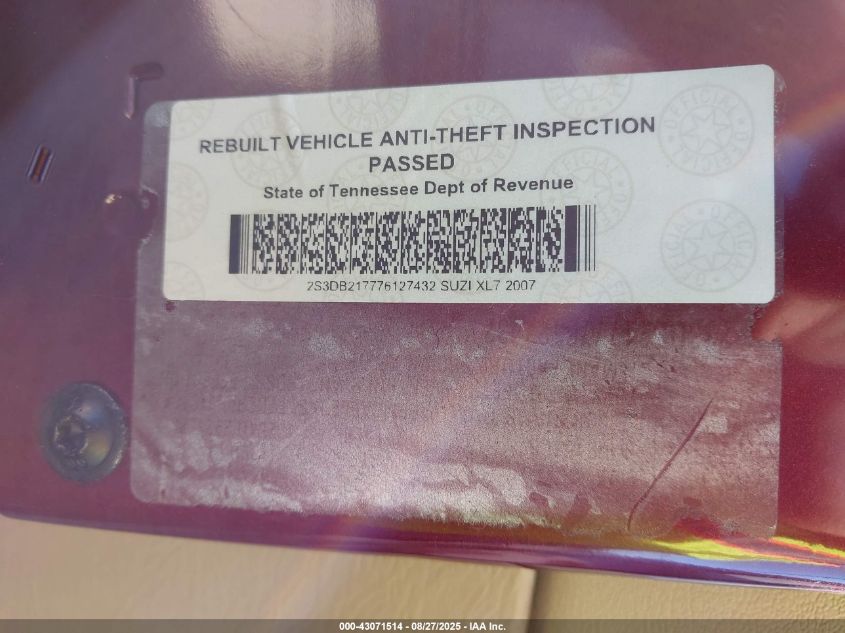 REBUILT VEHICLE ANTI-THEFT INSPECTION
PASSED
State of Tennessee Dept of Revenue
2S3DB217776127432 SUZI XL7 2007
000-43071514 - 08/27/2025 - IAA Inc.